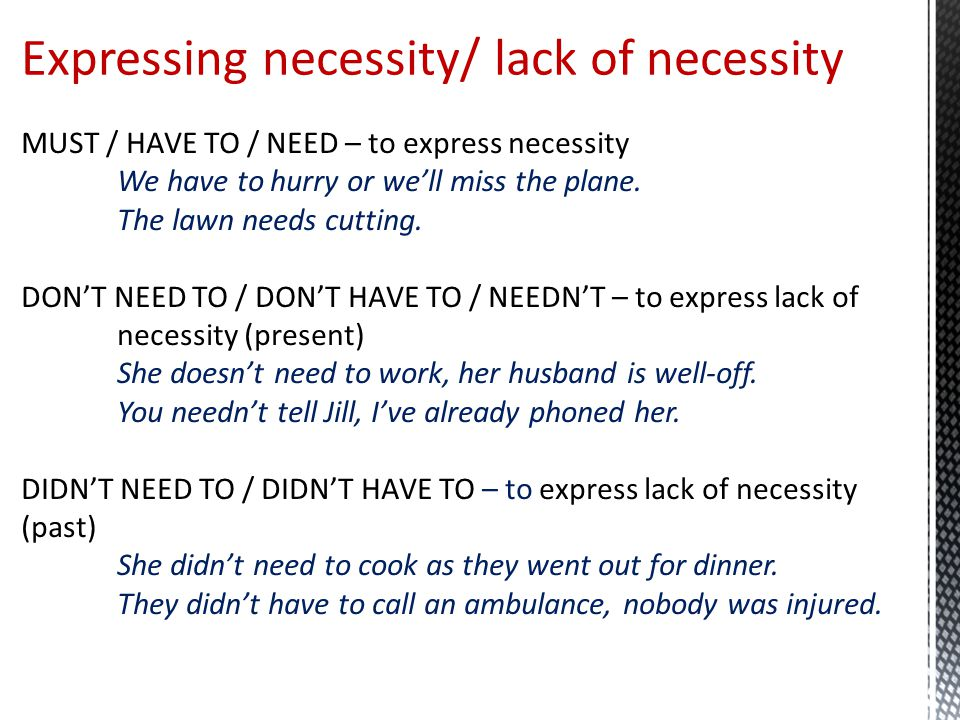 Expressing necessity/ lack of necessity
MUST / HAVE TO / NEED – to express necessity
We have to hurry or we’ll miss the plane.
The lawn needs cutting.
DON’T NEED TO / DON’T HAVE TO / NEEDN’T – to express lack of
necessity (present)
She doesn’t need to work, her husband is well-off.
You needn’t tell Jill, I’ve already phoned her.
DIDN’T NEED TO / DIDN’T HAVE TO – to express lack of necessity
(past)
She didn’t need to cook as they went out for dinner.
They didn’t have to call an ambulance, nobody was injured.